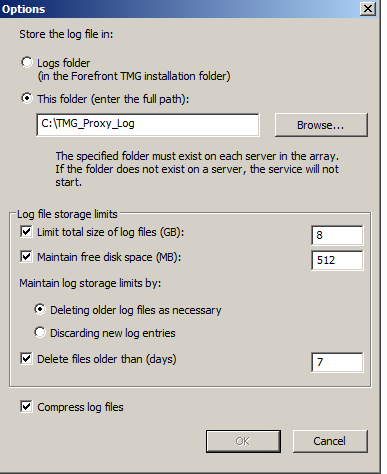 Options
Store the log file in:
Logs folder
(in the Forefront TMG installation folder)
This folder (enter the full path):
C:\TMG_Proxy_Log
Browse...
The specified folder must exist on each server in the array.
If the folder does not exist on a server, the service will not
start.
Log file storage limits
Limit total size of log files (GB):
8
Maintain free disk space (MB):
512
Maintain log storage limits by:
Deleting older log files as necessary
Discarding new log entries
Delete files older than (days)
7
Compress log files
OK
Cancel